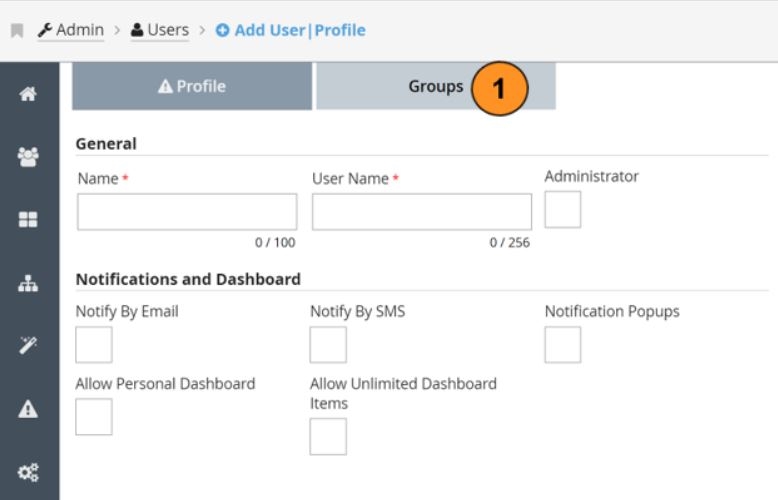 Admin > Users > Add User|Profile
Profile
Groups 1
General
Name *
User Name *
Administrator
0 / 100
0 / 256
Notifications and Dashboard
Notify By Email
Notify By SMS
Notification Popups
Allow Personal Dashboard
Allow Unlimited Dashboard
Items